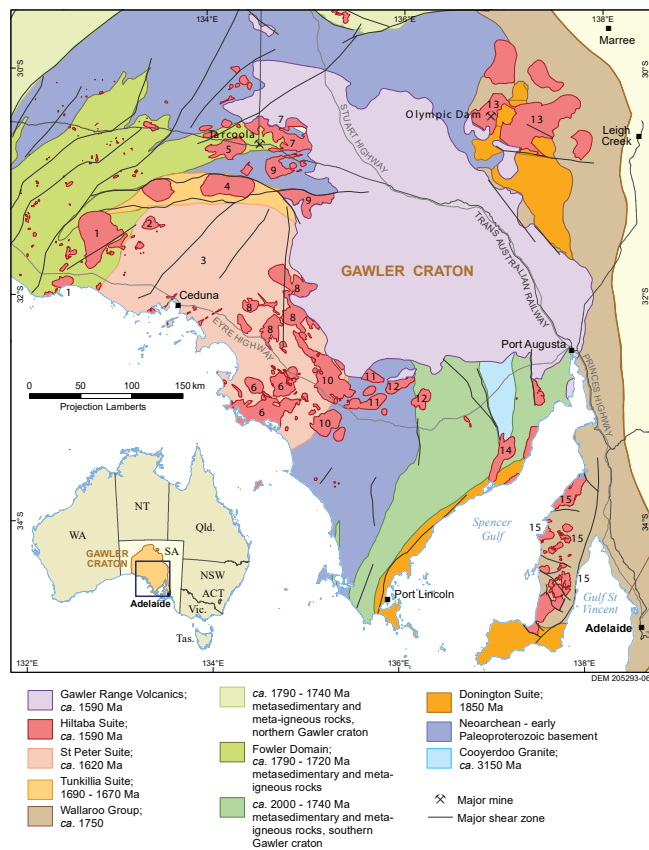 134°E
136°E
138°E
Marree
30°S
30°S
STUART HIGHWAY
Olympic Dam
13
13
Leigh
Creek
Tarcoola
7
5
7
9
4
9
1
2
3
TRANS AUSTRALIAN RAILWAY
GAWLER CRATON
1
32°S
32°S
Ceduna
8
8
8
8
EYRE HIGHWAY
Port Augusta
PRINCES HIGHWAY
0 50 100 150 km
Projection Lamberts
6
6
6
10
10
11
11
12
12
14
NT
WA
Qld.
GAWLER
CRATON
SA
NSW
ACT
Vic.
Adelaide
Tas.
34°S
34°S
Spencer
Gulf
15
15
15
Gulf St
Vincent
Port Lincoln
Adelaide
132°E
134°E
136°E
138°E
DEM 205293-06
Gawler Range Volcanics;
ca. 1590 Ma
Hiltaba Suite;
ca. 1590 Ma
St Peter Suite;
ca. 1620 Ma
Tunkillia Suite;
1690 - 1670 Ma
Wallaroo Group;
ca. 1750
ca. 1790 - 1740 Ma
metasedimentary and
meta-igneous rocks,
northern Gawler craton
Fowler Domain;
ca. 1790 - 1720 Ma
metasedimentary and meta-
igneous rocks
ca. 2000 - 1740 Ma
metasedimentary and meta-
igneous rocks, southern
Gawler craton
Donington Suite;
1850 Ma
Neoarchean - early
Paleoproterozoic basement
Cooyerdoo Granite;
ca. 3150 Ma
Major mine
Major shear zone